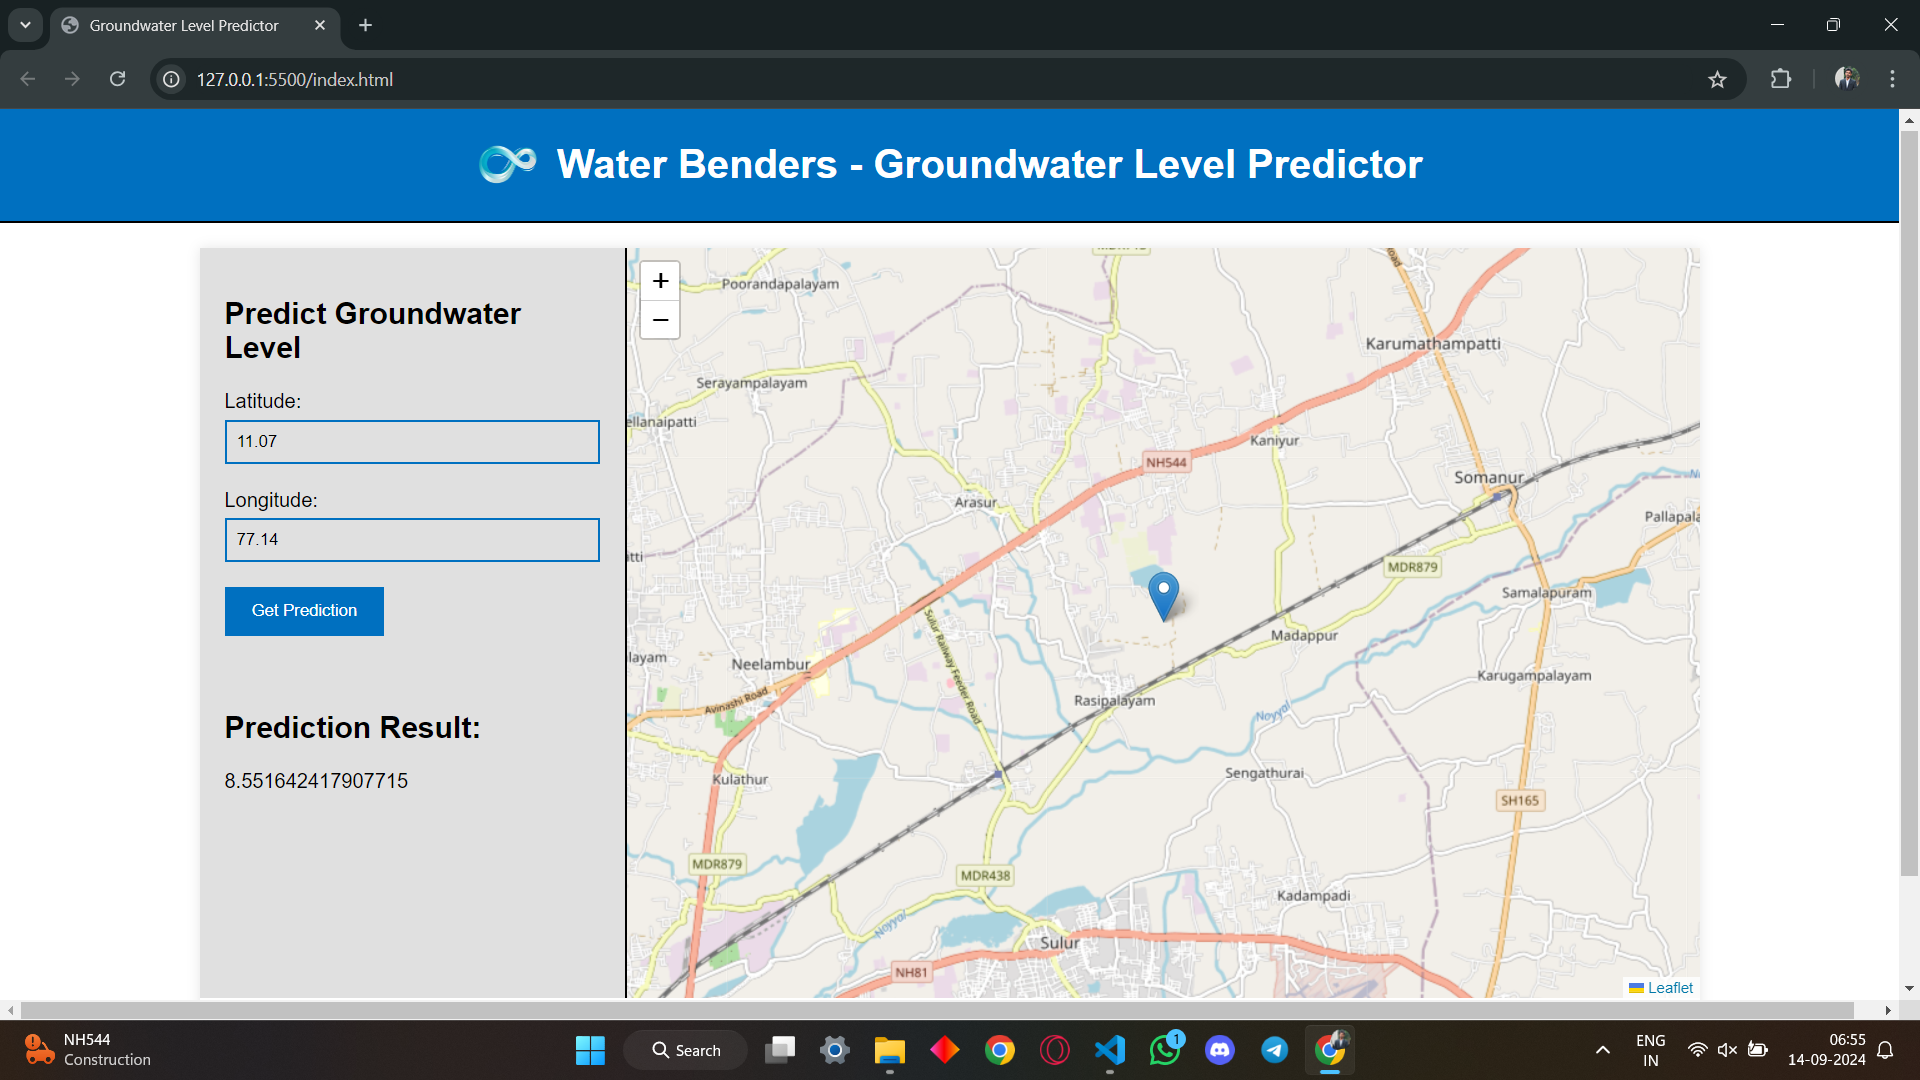 Groundwater Level Predictor
127.0.0.1:5500/index.html
Water Benders - Groundwater Level Predictor
Predict Groundwater
Level
Latitude:
11.07
Longitude:
77.14
Get Prediction
Prediction Result:
8.551642417907715
+
−
Poorandapalayam
Karumathampatti
Serayampalayam
ellanaipatti
Kaniyur
NH544
Somanur
Arasur
Pallapala
tti
MDR879
Samalapuram
Sulur Railway Feeder Road
Madappur
layam
Neelambur
Karugampalayam
Avinashi Road
Rasipalayam
Noyyal
Kulathur
Sengathurai
SH165
MDR879
MDR438
Kadampadi
Noyyal
Sulur
NH81
Leaflet
NH544
Construction
Search
1
ENG
IN
06:55
14-09-2024